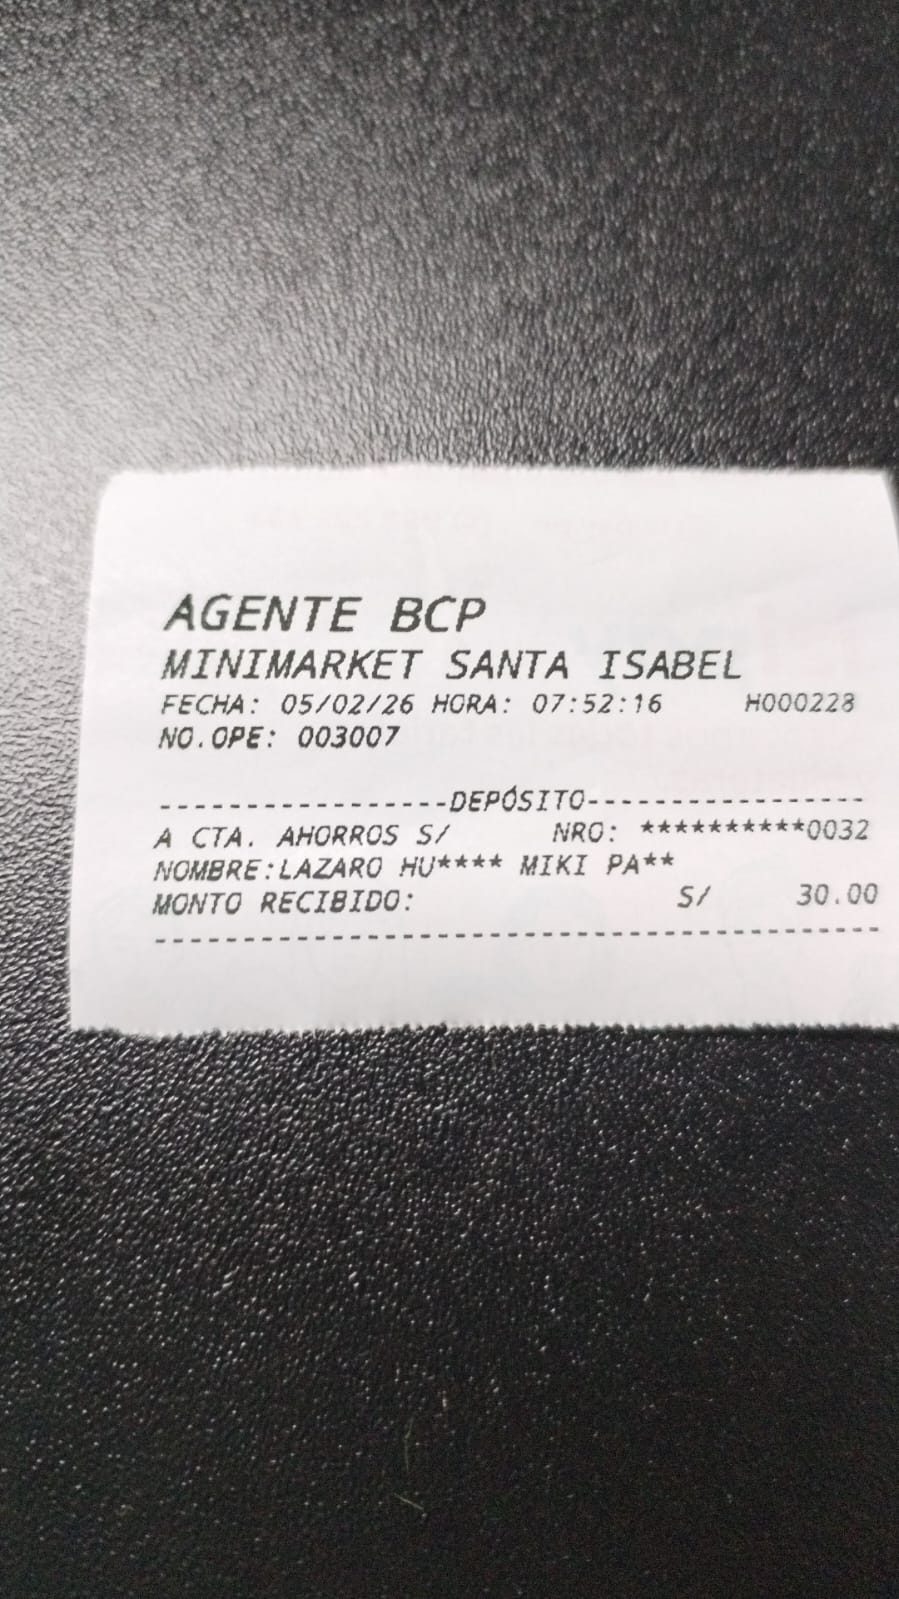 AGENTE BCP
MINIMARKET SANTA ISABEL
FECHA: 05/02/26 HORA: 07:52:16 H000228
NO.OPE: 003007
------------------DEPÓSITO-----------------
A CTA. AHORROS S/ NRO: **********0032
NOMBRE:LAZARO HU**** MIKI PA**
MONTO RECIBIDO: S/ 30.00
-------------------------------------------